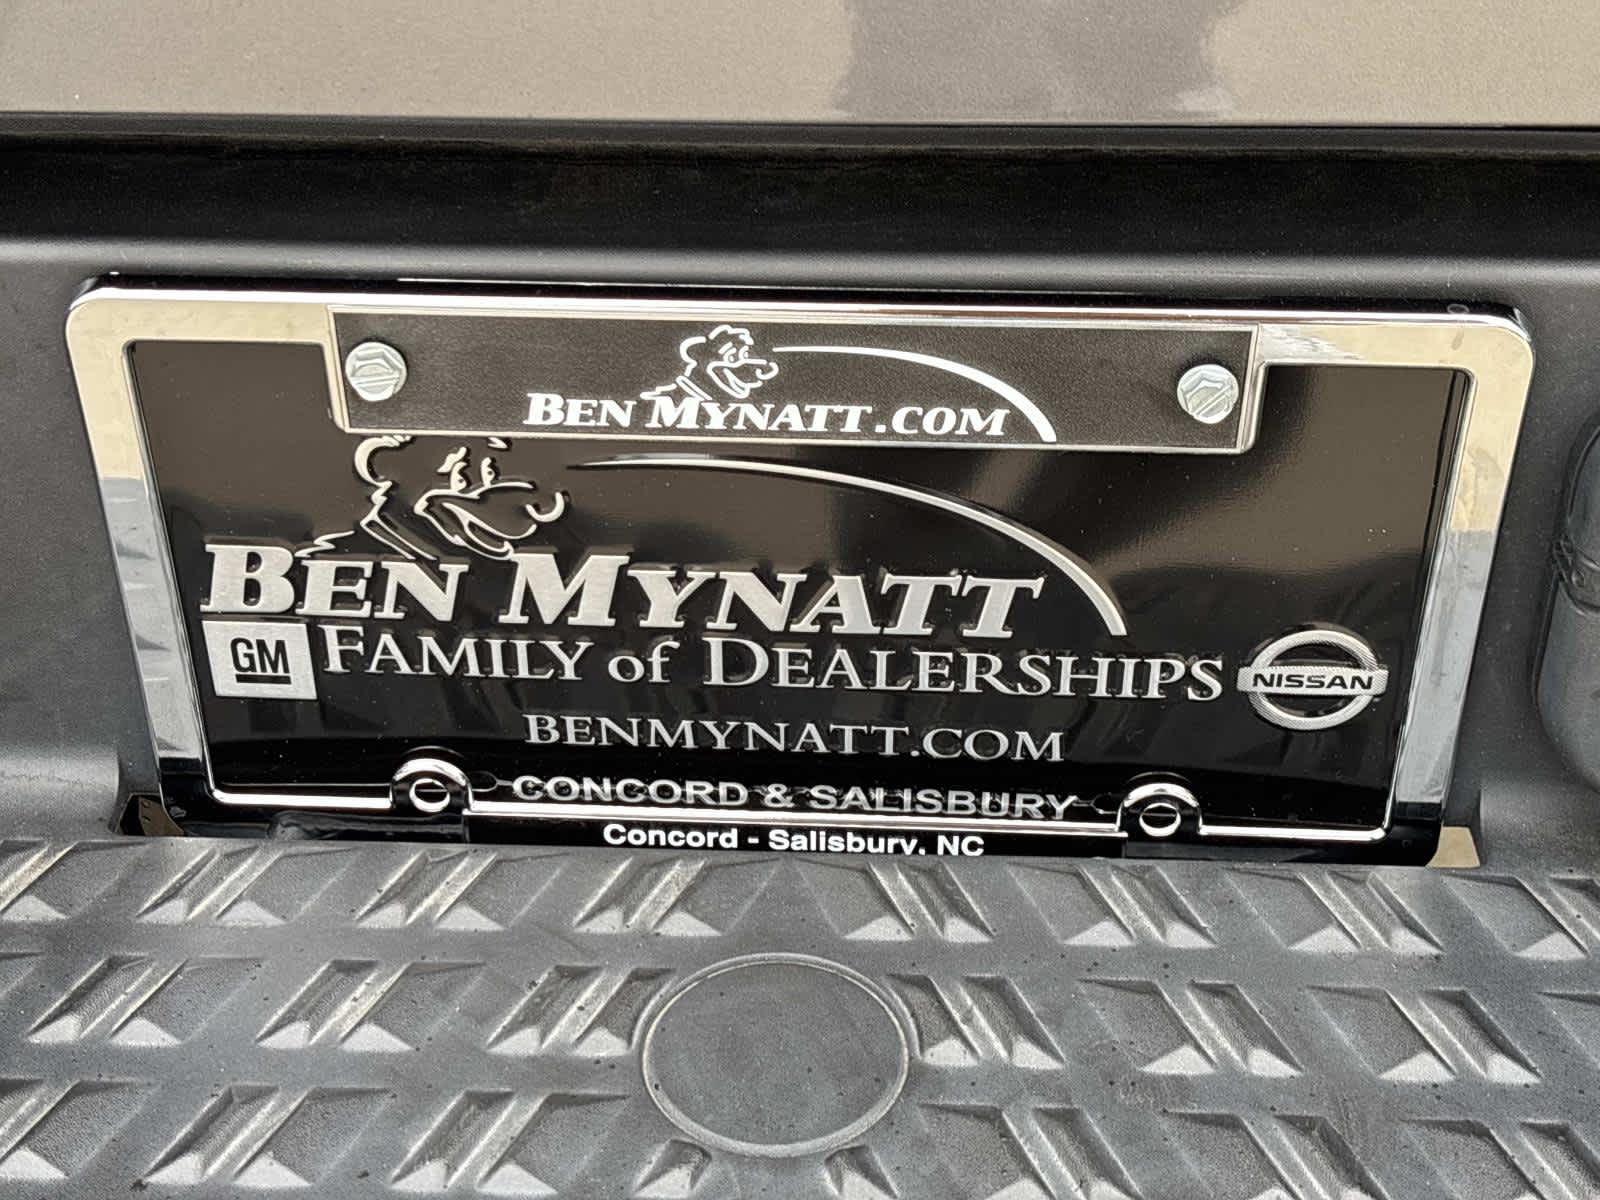 BEN MYNATT.COM
BEN MYNATT
GM FAMILY of DEALERSHIPS NISSAN
BENMYNATT.COM
CONCORD & SALISBURY
Concord - Salisbury, NC